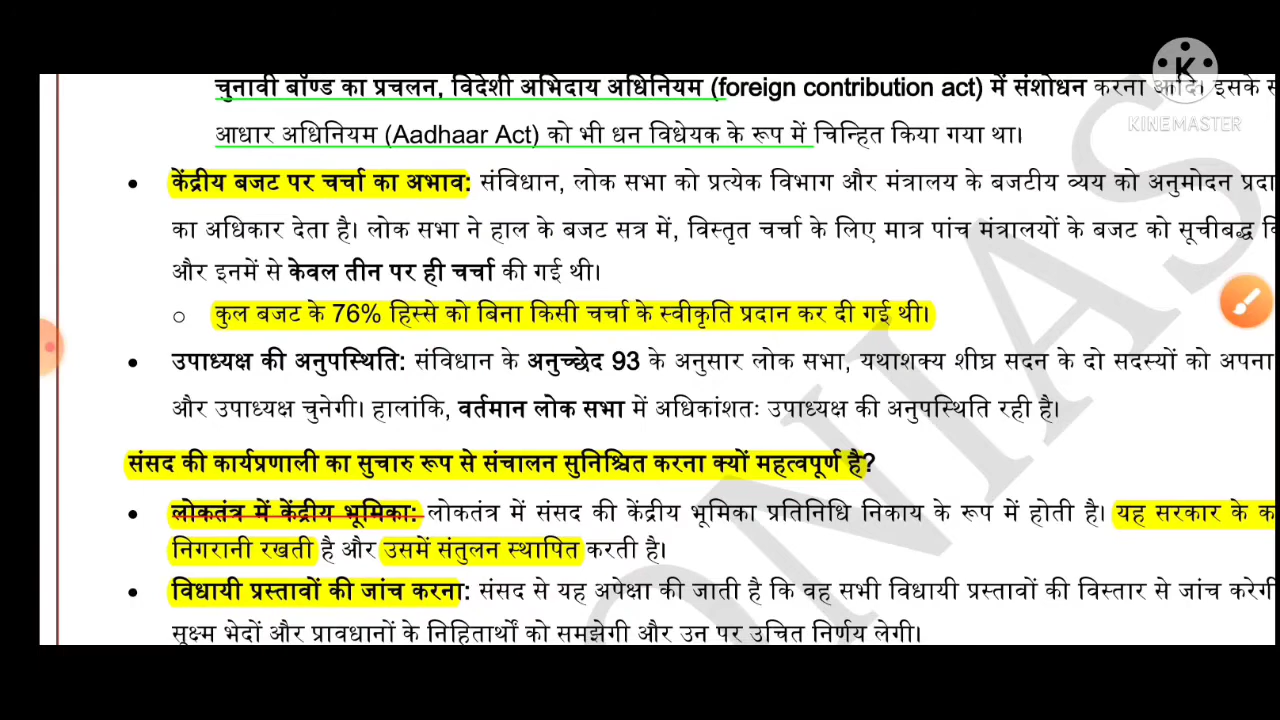 चुनावी बॉण्ड का प्रचलन, विदेशी अभिदाय अधिनियम (foreign contribution act) में संशोधन करना आदि। इसके
आधार अधिनियम (Aadhaar Act) को भी धन विधेयक के रूप में चिन्हित किया गया था।
K
KINEMASTER
• केंद्रीय बजट पर चर्चा का अभाव: संविधान, लोक सभा को प्रत्येक विभाग और मंत्रालय के बजटीय व्यय को अनुमोदन
का अधिकार देता है। लोक सभा ने हाल के बजट सत्र में, विस्तृत चर्चा के लिए मात्र पांच मंत्रालयों के बजट को सूचीबद्ध
और इनमें से केवल तीन पर ही चर्चा की गई थी।
○ कुल बजट के 76% हिस्से को बिना किसी चर्चा के स्वीकृति प्रदान कर दी गई थी।
• उपाध्यक्ष की अनुपस्थिति: संविधान के अनुच्छेद 93 के अनुसार लोक सभा, यथाशक्य शीघ्र सदन के दो सदस्यों को अपना
और उपाध्यक्ष चुनेगी। हालांकि, वर्तमान लोक सभा में अधिकांशतः उपाध्यक्ष की अनुपस्थिति रही है।
संसद की कार्यप्रणाली का सुचारु रूप से संचालन सुनिश्चित करना क्यों महत्वपूर्ण है?
• लोकतंत्र में केंद्रीय भूमिका: लोकतंत्र में संसद की केंद्रीय भूमिका प्रतिनिधि निकाय के रूप में होती है। यह सरकार के
निगरानी रखती है और उसमें संतुलन स्थापित करती है।
• विधायी प्रस्तावों की जांच करना: संसद से यह अपेक्षा की जाती है कि वह सभी विधायी प्रस्तावों की विस्तार से जांच करेगी
सूक्ष्म भेदों और प्रावधानों के निहितार्थों को समझेगी और उन पर उचित निर्णय लेगी।
ONIAS